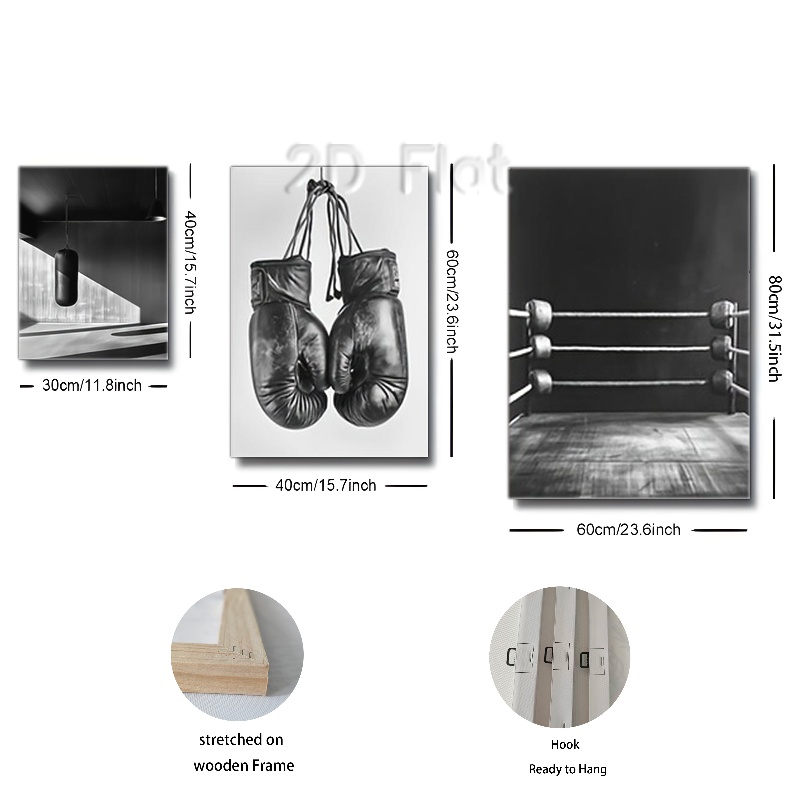 2D Flat
40cm/15.7inch
30cm/11.8inch
60cm/23.6inch
40cm/15.7inch
80cm/31.5inch
60cm/23.6inch
stretched on
wooden Frame
Hook
Ready to Hang